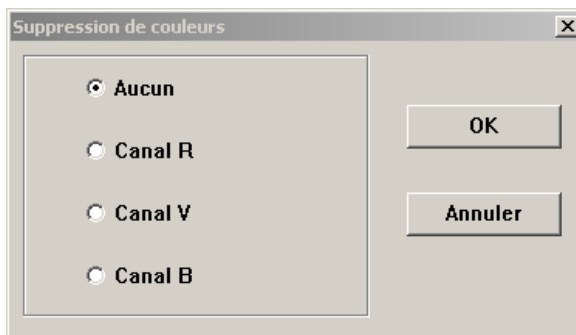 Suppression de couleurs
Aucun
Canal R
Canal V
Canal B
OK
Annuler